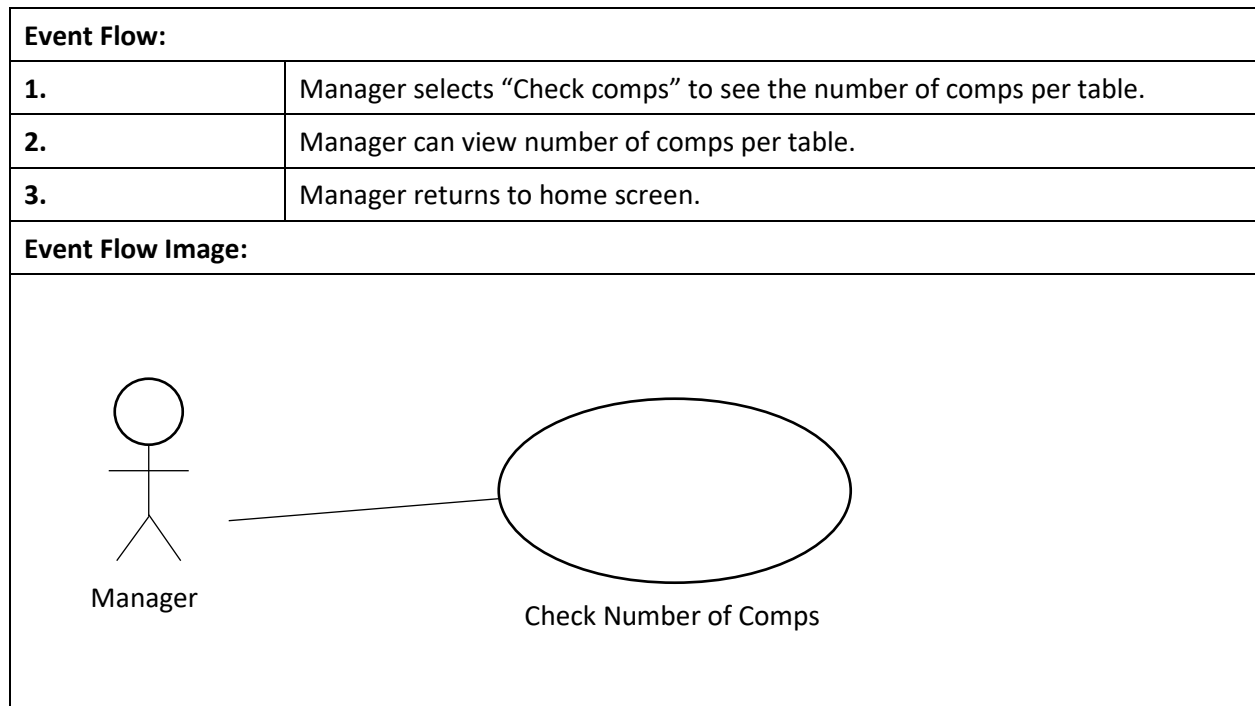 Event Flow:
1. Manager selects “Check comps” to see the number of comps per table.
2. Manager can view number of comps per table.
3. Manager returns to home screen.
Event Flow Image:
Manager
Check Number of Comps